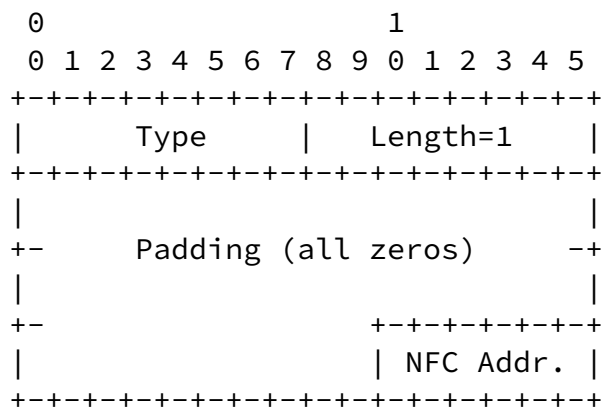 0                   1
 0 1 2 3 4 5 6 7 8 9 0 1 2 3 4 5
+-+-+-+-+-+-+-+-+-+-+-+-+-+-+-+-+
|      Type     |   Length=1    |
+-+-+-+-+-+-+-+-+-+-+-+-+-+-+-+-+
|                               |
+-     Padding (all zeros)     -+
|                               |
+-                  +-+-+-+-+-+-+
|                   | NFC Addr. |
+-+-+-+-+-+-+-+-+-+-+-+-+-+-+-+-+